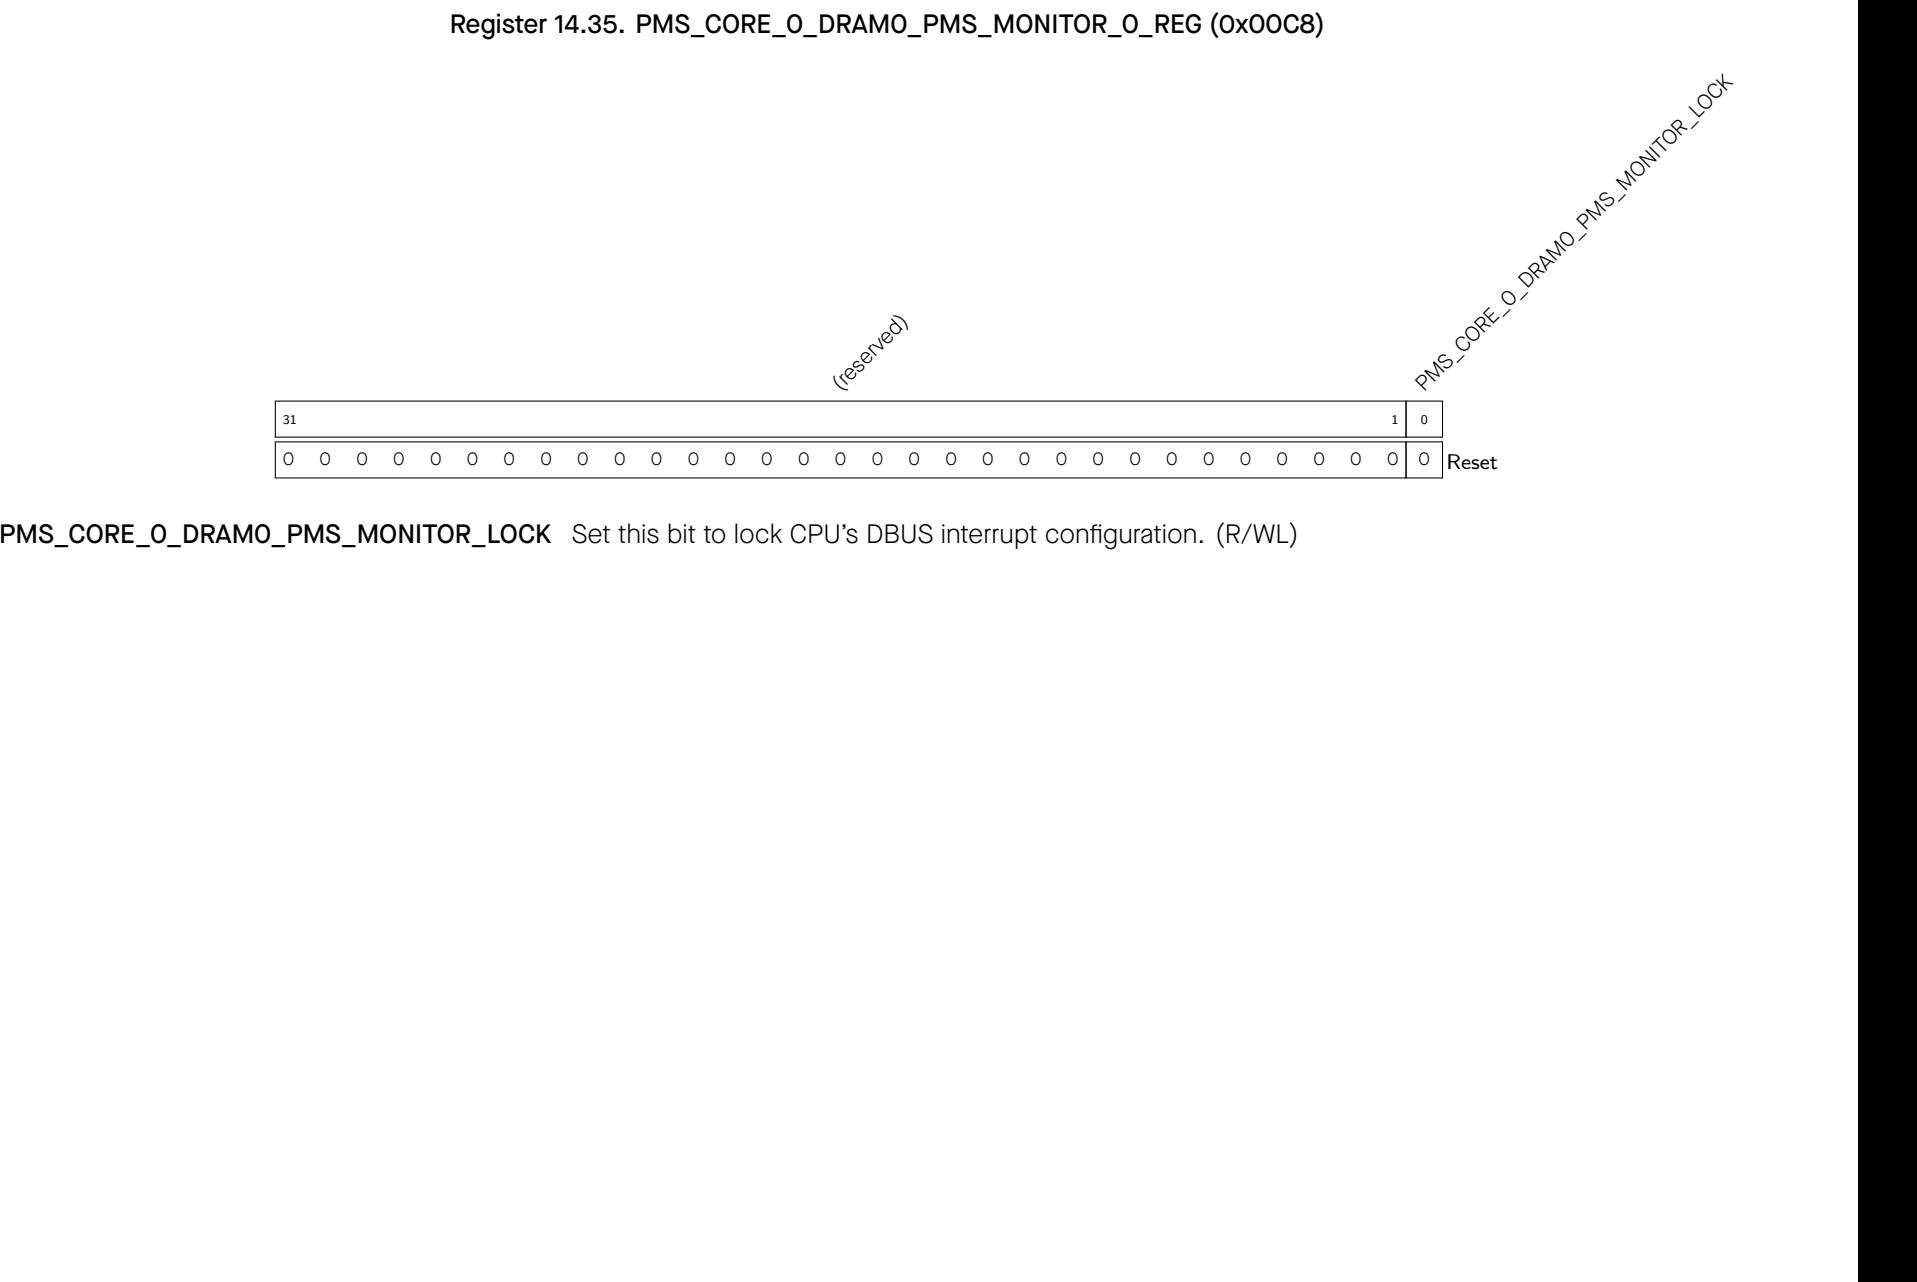 Register 14.35. PMS_CORE_0_DRAM0_PMS_MONITOR_0_REG (0x00C8)
PMS_CORE_0_DRAM0_PMS_MONITOR_LOCK
(reserved)
31 1 0
0 0 0 0 0 0 0 0 0 0 0 0 0 0 0 0 0 0 0 0 0 0 0 0 0 0 0 0 0 0 0 0 Reset
PMS_CORE_0_DRAM0_PMS_MONITOR_LOCK Set this bit to lock CPU’s DBUS interrupt configuration. (R/WL)